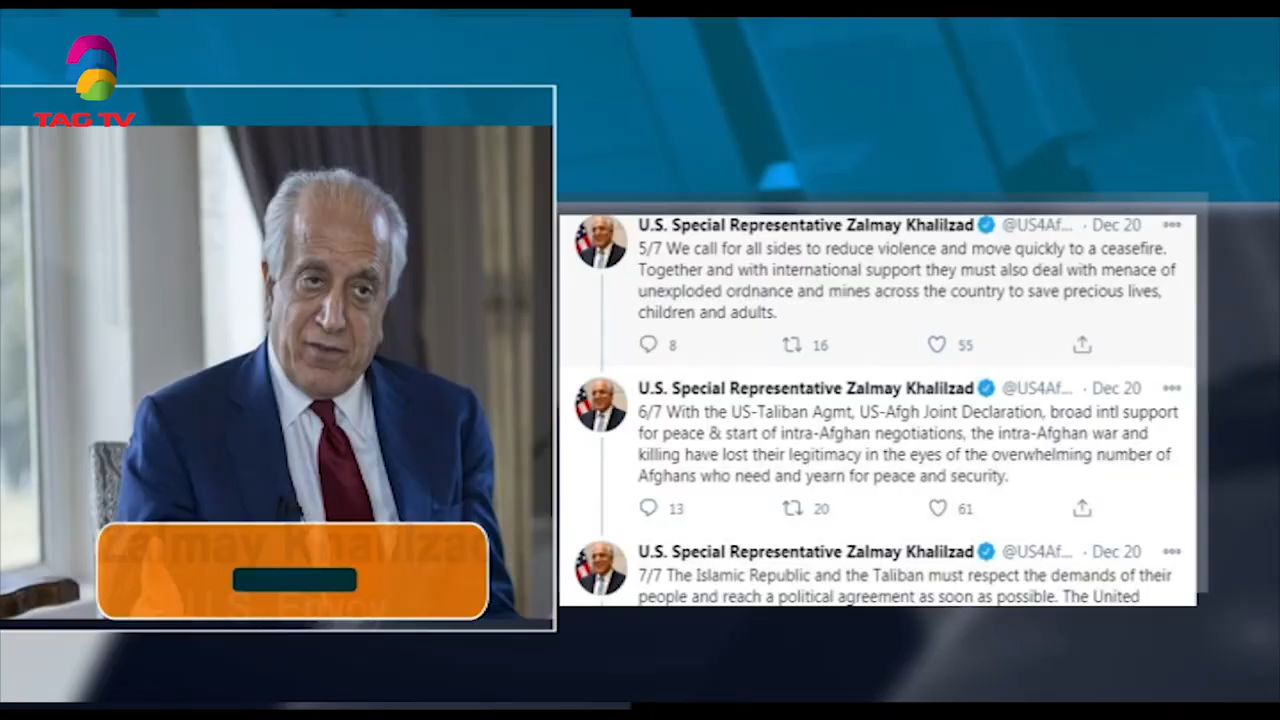 TAG TV
Zalmay Khalilzad
U.S. Envoy
U.S. Special Representative Zalmay Khalilzad @US4Af... · Dec 20
5/7 We call for all sides to reduce violence and move quickly to a ceasefire.
Together and with international support they must also deal with menace of
unexploded ordnance and mines across the country to save precious lives,
children and adults.
8 16 55
U.S. Special Representative Zalmay Khalilzad @US4Af... · Dec 20
6/7 With the US-Taliban Agmt, US-Afgh Joint Declaration, broad intl support
for peace & start of intra-Afghan negotiations, the intra-Afghan war and
killing have lost their legitimacy in the eyes of the overwhelming number of
Afghans who need and yearn for peace and security.
13 20 61
U.S. Special Representative Zalmay Khalilzad @US4Af... · Dec 20
7/7 The Islamic Republic and the Taliban must respect the demands of their
people and reach a political agreement as soon as possible. The United